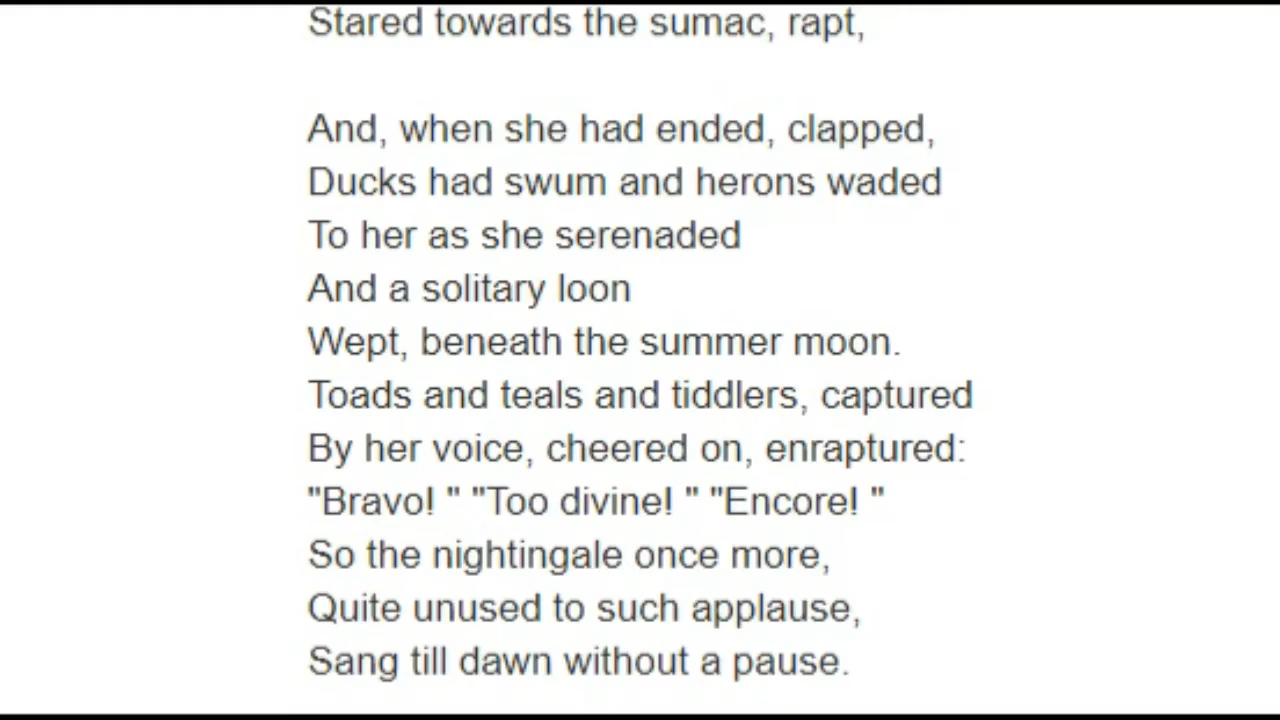 Stared towards the sumac, rapt,
And, when she had ended, clapped,
Ducks had swum and herons waded
To her as she serenaded
And a solitary loon
Wept, beneath the summer moon.
Toads and teals and tiddlers, captured
By her voice, cheered on, enraptured:
"Bravo! " "Too divine! " "Encore! "
So the nightingale once more,
Quite unused to such applause,
Sang till dawn without a pause.